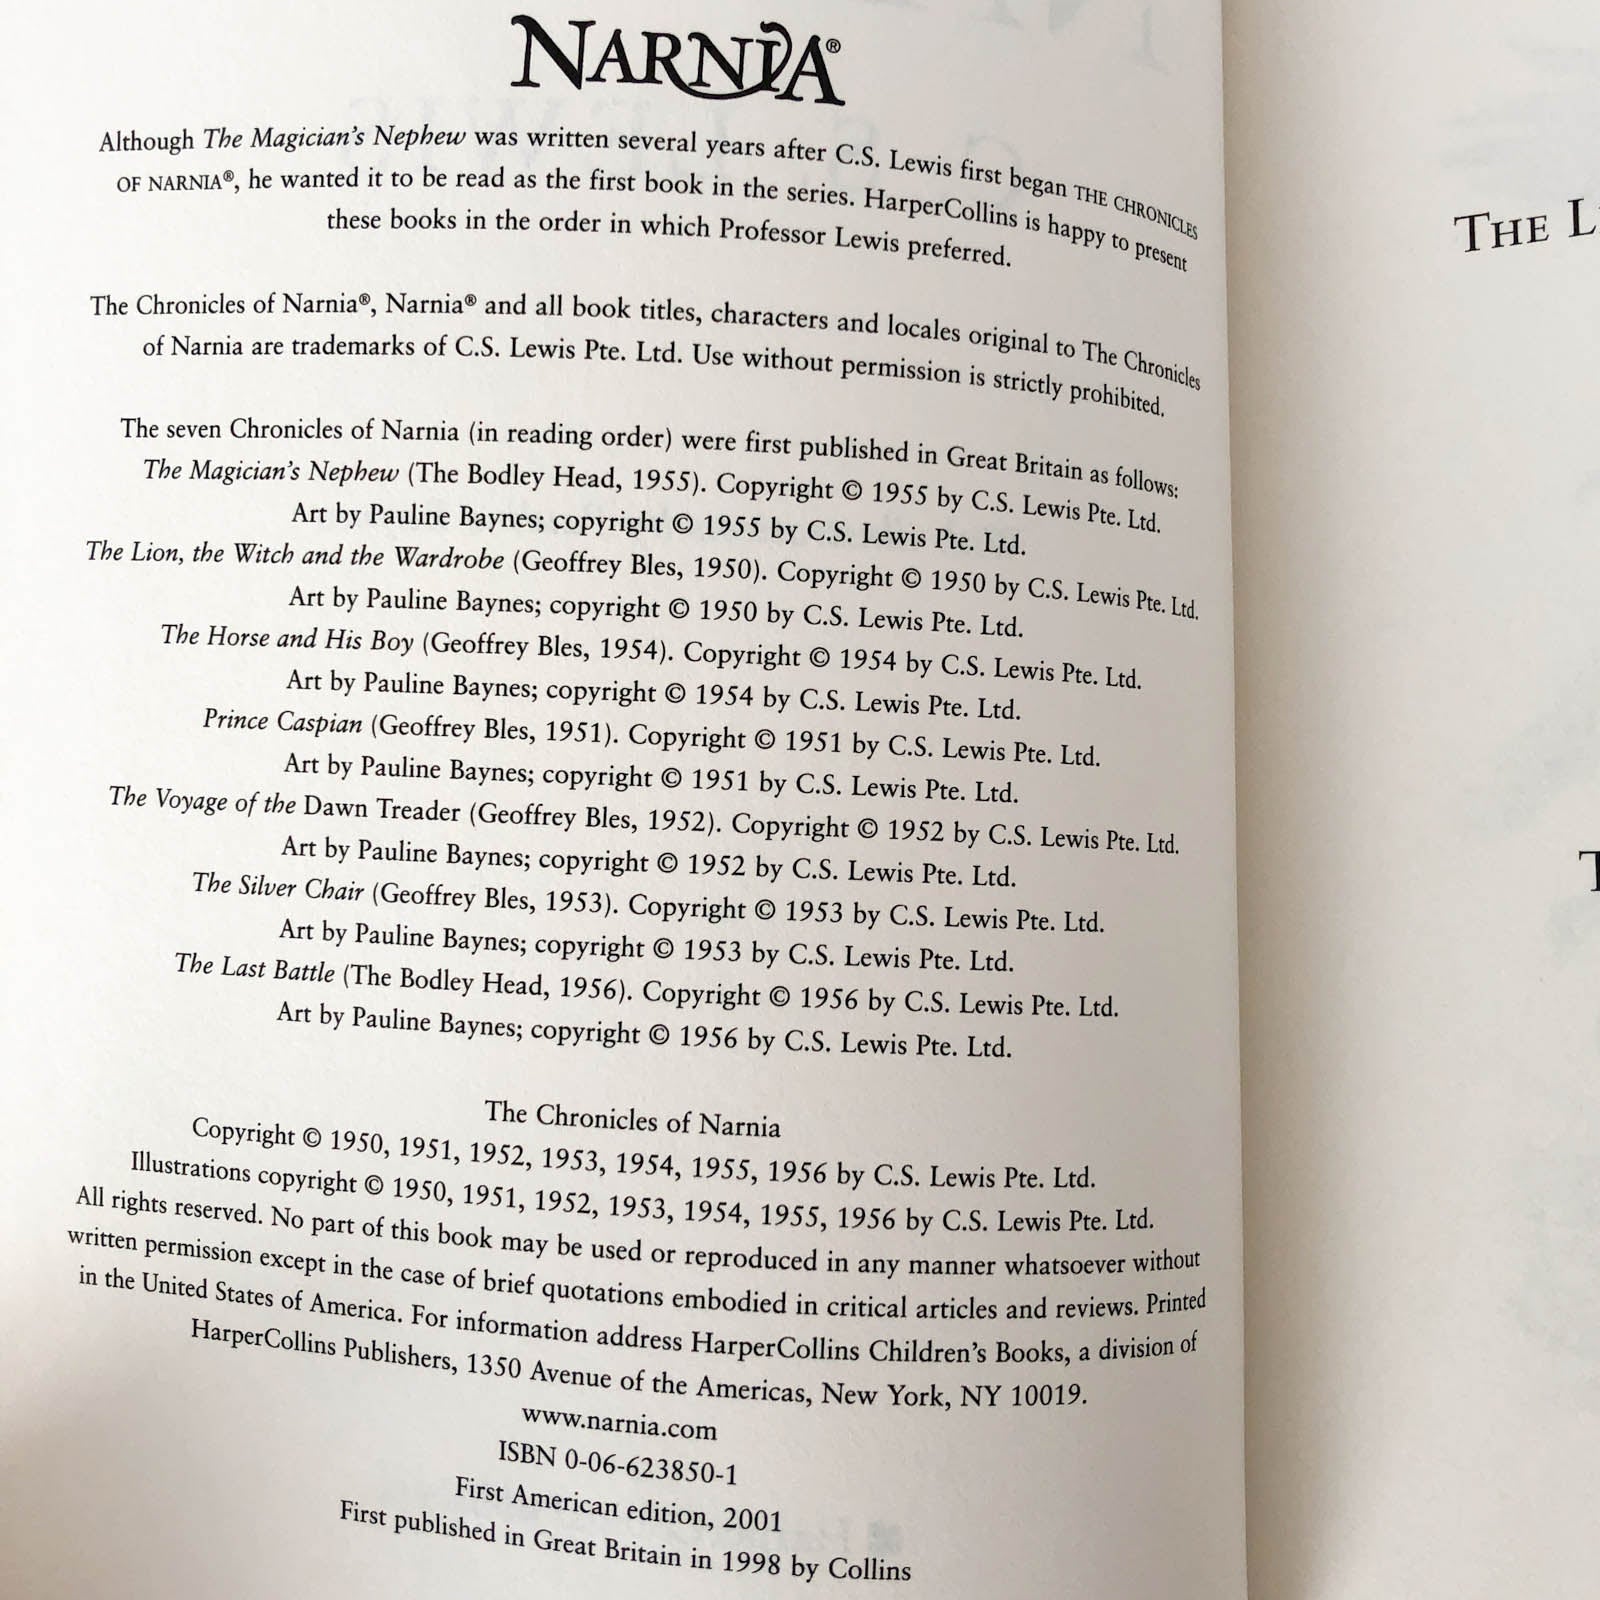 NARNIA®
Although The Magician's Nephew was written several years after C.S. Lewis first began THE CHRONICLES
OF NARNIA®, he wanted it to be read as the first book in the series. HarperCollins is happy to present
these books in the order in which Professor Lewis preferred.
The Chronicles of Narnia®, Narnia® and all book titles, characters and locales original to The Chronicles
of Narnia are trademarks of C.S. Lewis Pte. Ltd. Use without permission is strictly prohibited.
The seven Chronicles of Narnia (in reading order) were first published in Great Britain as follows:
The Magician's Nephew (The Bodley Head, 1955). Copyright © 1955 by C.S. Lewis Pte. Ltd.
Art by Pauline Baynes; copyright © 1955 by C.S. Lewis Pte. Ltd.
The Lion, the Witch and the Wardrobe (Geoffrey Bles, 1950). Copyright © 1950 by C.S. Lewis Pte. Ltd.
Art by Pauline Baynes; copyright © 1950 by C.S. Lewis Pte. Ltd.
The Horse and His Boy (Geoffrey Bles, 1954). Copyright © 1954 by C.S. Lewis Pte. Ltd.
Art by Pauline Baynes; copyright © 1954 by C.S. Lewis Pte. Ltd.
Prince Caspian (Geoffrey Bles, 1951). Copyright © 1951 by C.S. Lewis Pte. Ltd.
Art by Pauline Baynes; copyright © 1951 by C.S. Lewis Pte. Ltd.
The Voyage of the Dawn Treader (Geoffrey Bles, 1952). Copyright © 1952 by C.S. Lewis Pte. Ltd.
Art by Pauline Baynes; copyright © 1952 by C.S. Lewis Pte. Ltd.
The Silver Chair (Geoffrey Bles, 1953). Copyright © 1953 by C.S. Lewis Pte. Ltd.
Art by Pauline Baynes; copyright © 1953 by C.S. Lewis Pte. Ltd.
The Last Battle (The Bodley Head, 1956). Copyright © 1956 by C.S. Lewis Pte. Ltd.
Art by Pauline Baynes; copyright © 1956 by C.S. Lewis Pte. Ltd.
The Chronicles of Narnia
Copyright © 1950, 1951, 1952, 1953, 1954, 1955, 1956 by C.S. Lewis Pte. Ltd.
Illustrations copyright © 1950, 1951, 1952, 1953, 1954, 1955, 1956 by C.S. Lewis Pte. Ltd.
All rights reserved. No part of this book may be used or reproduced in any manner whatsoever without
written permission except in the case of brief quotations embodied in critical articles and reviews. Printed
in the United States of America. For information address HarperCollins Children's Books, a division of
HarperCollins Publishers, 1350 Avenue of the Americas, New York, NY 10019.
www.narnia.com
ISBN 0-06-623850-1
First American edition, 2001
First published in Great Britain in 1998 by Collins
THE